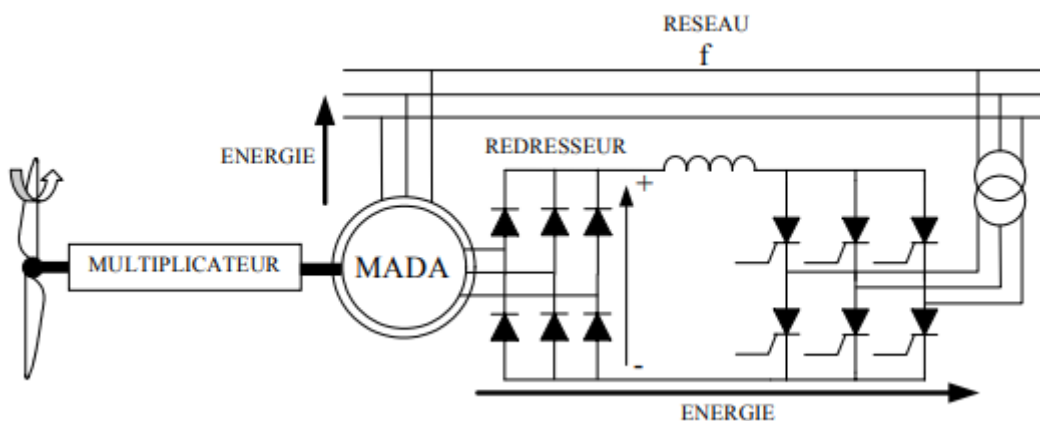 RESEAU
f
ENERGIE
REDRESSEUR
+
MULTIPLICATEUR
MADA
-
ENERGIE